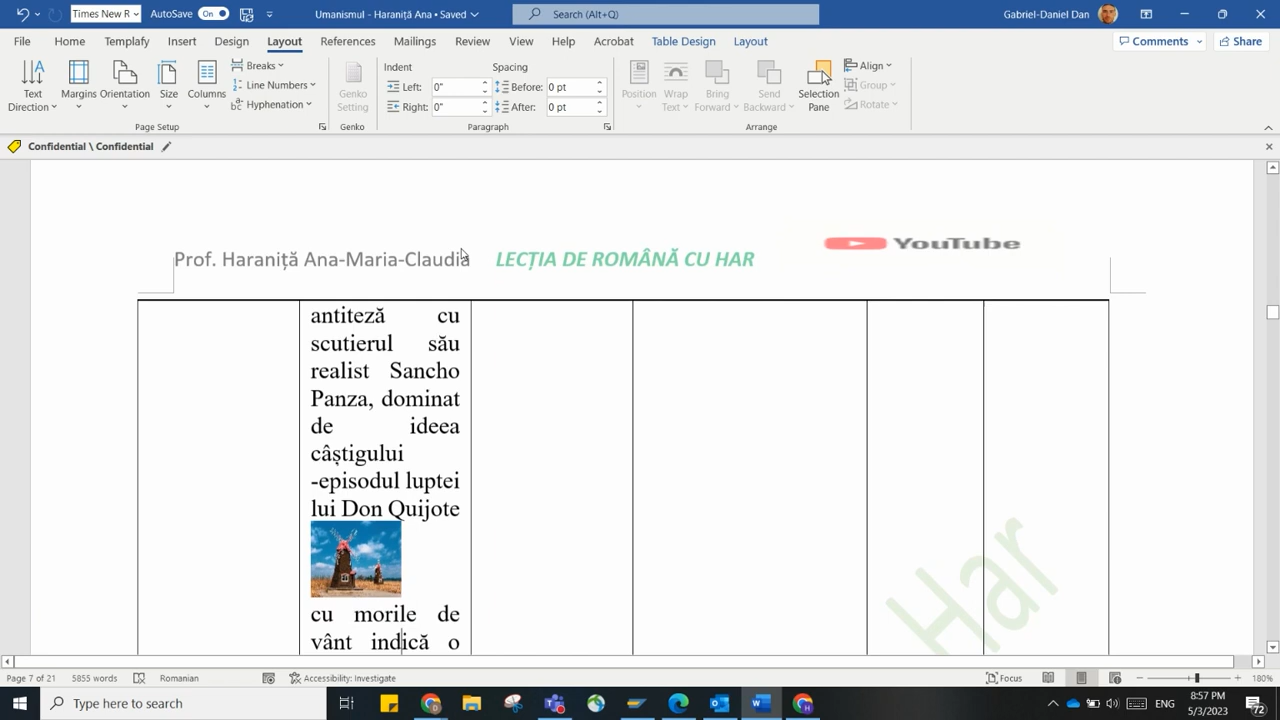 Times New R
AutoSave On
Umanismul - Haraniță Ana • Saved
Search (Alt+Q)
Gabriel-Daniel Dan
File Home Templafy Insert Design Layout References Mailings Review View Help Acrobat Table Design Layout
Comments Share
Text Direction
Margins
Orientation
Size
Columns
Breaks
Line Numbers
Hyphenation
Page Setup
Genko Setting
Genko
Indent
Left: 0"
Right: 0"
Spacing
Before: 0 pt
After: 0 pt
Paragraph
Position
Wrap Text
Bring Forward
Send Backward
Selection Pane
Align
Group
Rotate
Arrange
Confidential \ Confidential
Prof. Haraniță Ana-Maria-Claudia LECȚIA DE ROMÂNĂ CU HAR
YouTube
antiteză cu
scutierul său
realist Sancho
Panza, dominat
de ideea
câștigului
-episodul luptei
lui Don Quijote
cu morile de
vânt indică o
Har
Page 7 of 21 5855 words Romanian Accessibility: Investigate Focus 180%
Type here to search
ENG
8:57 PM
5/3/2023
72